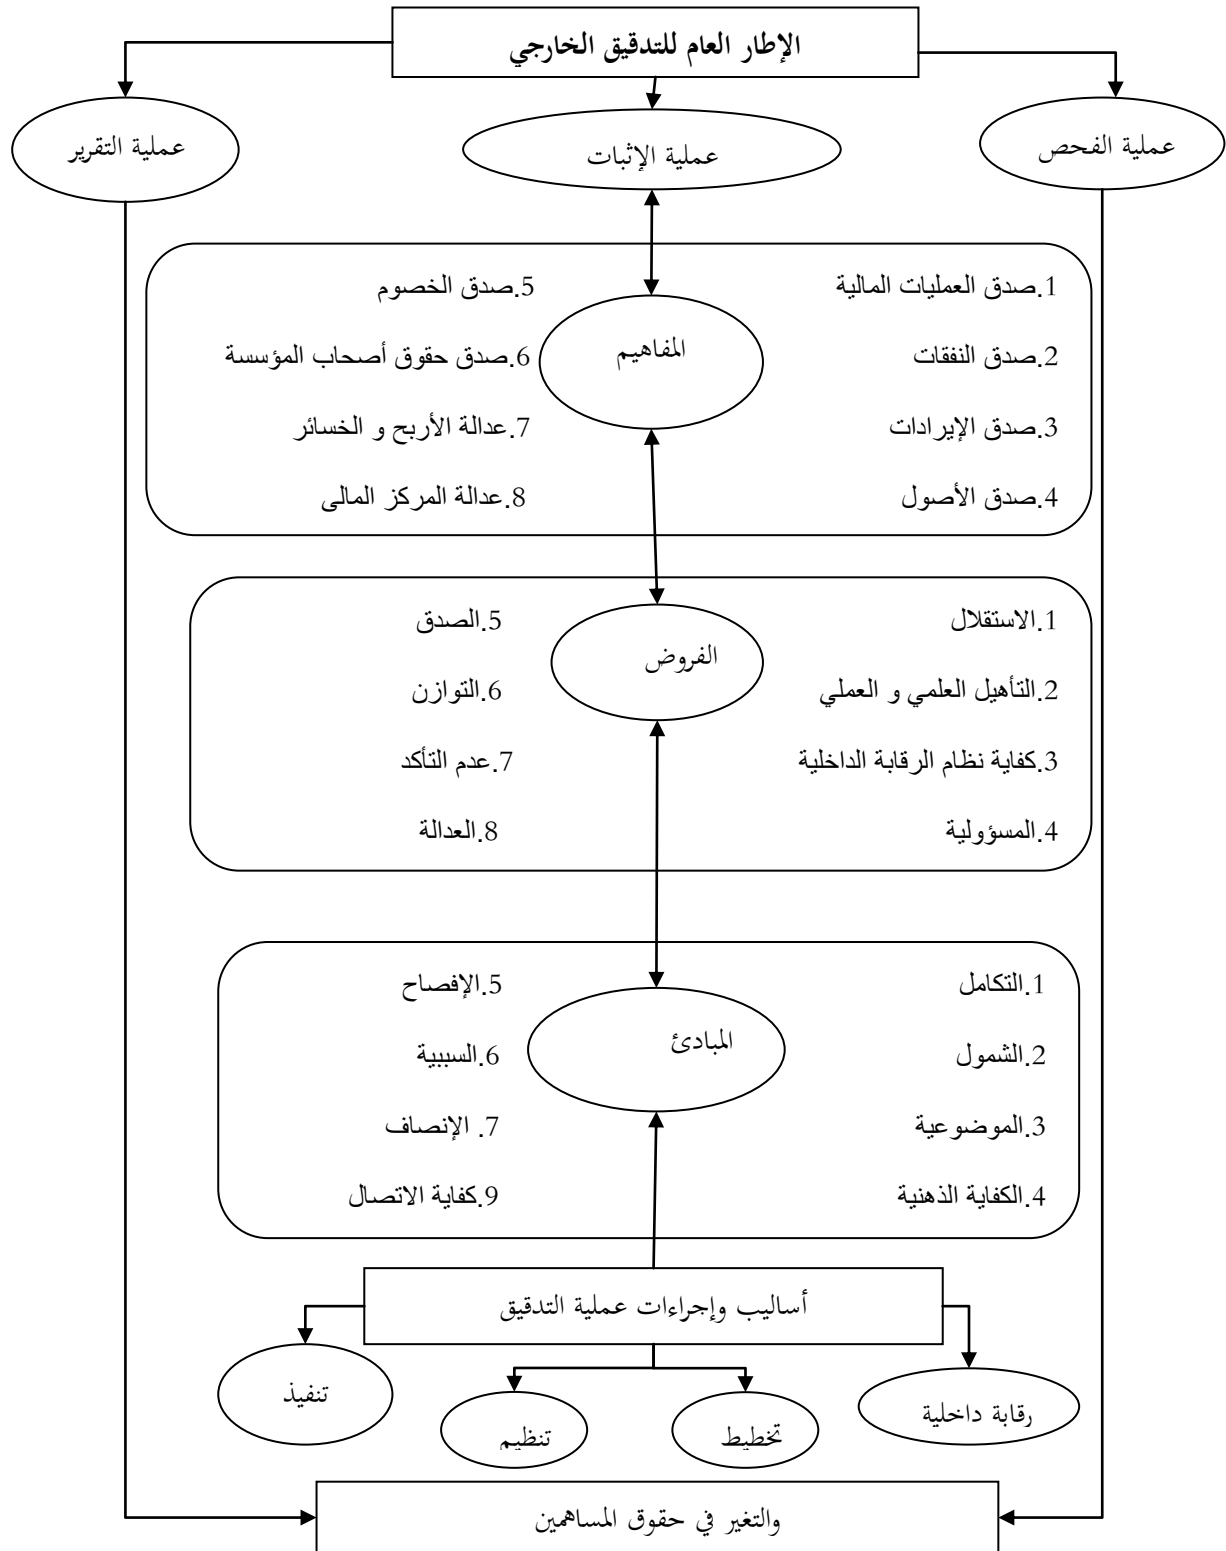 الإطار العام للتدقيق الخارجي
عملية الفحص
عملية الإثبات
عملية التقرير
1.صدق العمليات المالية
5.صدق الخصوم
المفاهيم
2.صدق النفقات
6.صدق حقوق أصحاب المؤسسة
3.صدق الإيرادات
7.عدالة الأربح و الخسائر
4.صدق الأصول
8.عدالة المركز المالى
1.الاستقلال
5.الصدق
الفروض
2.التأهيل العلمي و العملي
6.التوازن
3.كفاية نظام الرقابة الداخلية
7.عدم التأكد
4.المسؤولية
8.العدالة
1.التكامل
5.الإفصاح
المبادئ
2.الشمول
6.السببية
3.الموضوعية
7. الإنصاف
4.الكفاية الذهنية
9.كفاية الاتصال
أساليب وإجراءات عملية التدقيق
رقابة داخلية
تخطيط
تنظيم
تنفيذ
والتغير في حقوق المساهمين